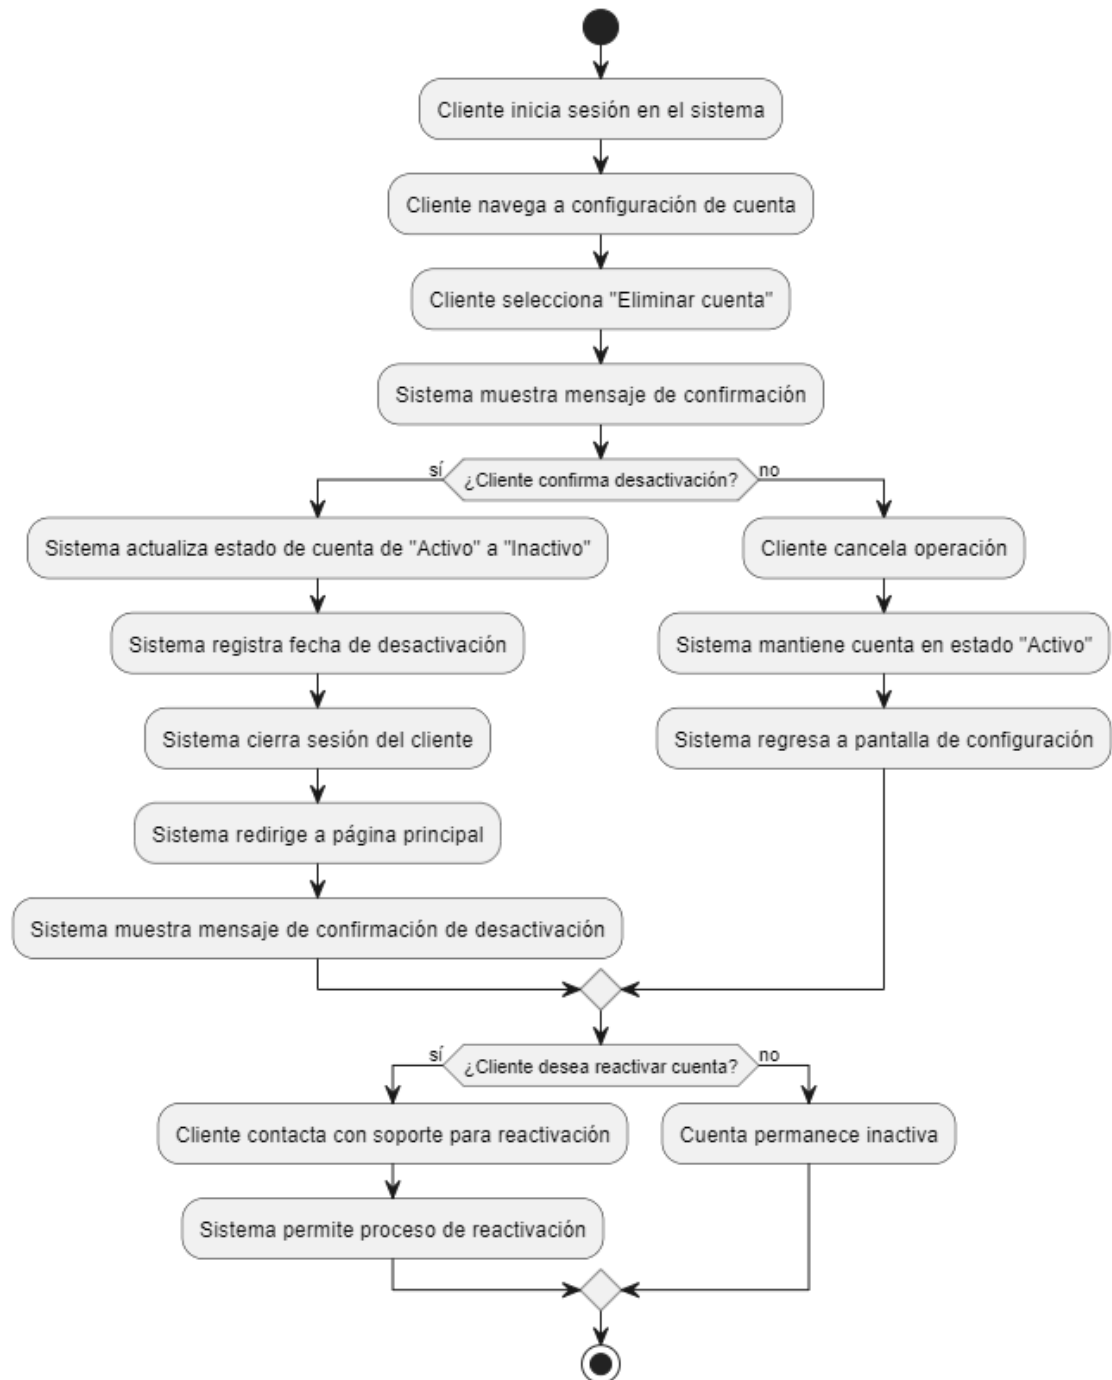 Cliente inicia sesión en el sistema
Cliente navega a configuración de cuenta
Cliente selecciona "Eliminar cuenta"
Sistema muestra mensaje de confirmación
sí
¿Cliente confirma desactivación?
no
Sistema actualiza estado de cuenta de "Activo" a "Inactivo"
Sistema registra fecha de desactivación
Sistema cierra sesión del cliente
Sistema redirige a página principal
Sistema muestra mensaje de confirmación de desactivación
Cliente cancela operación
Sistema mantiene cuenta en estado "Activo"
Sistema regresa a pantalla de configuración
sí
¿Cliente desea reactivar cuenta?
no
Cliente contacta con soporte para reactivación
Sistema permite proceso de reactivación
Cuenta permanece inactiva